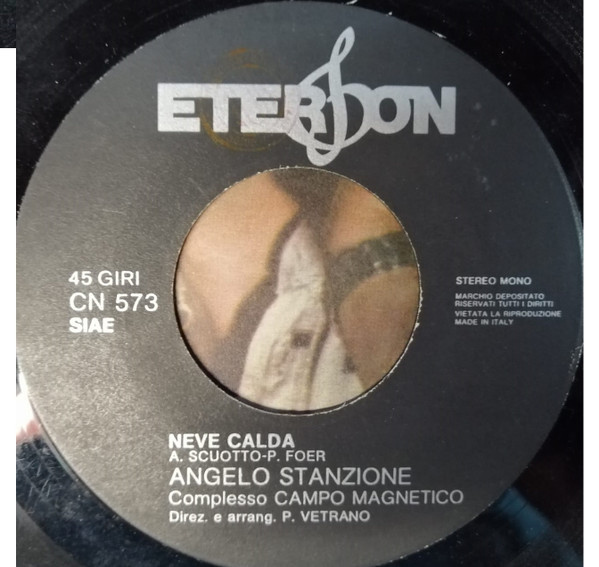 ETERSON
45 GIRI
CN 573
SIAE
STEREO MONO
MARCHIO DEPOSITATO
RISERVATI TUTTI I DIRITTI
VIETATA LA RIPRODUZIONE
MADE IN ITALY
NEVE CALDA
A. SCUOTTO-P. FOER
ANGELO STANZIONE
Complesso CAMPO MAGNETICO
Direz. e arrang. P. VETRANO